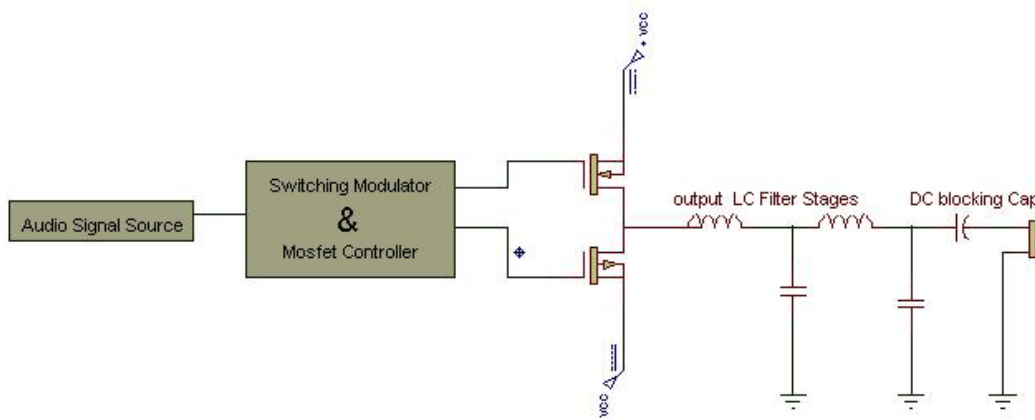 + vcc
Audio Signal Source
Switching Modulator
&
Mosfet Controller
output LC Filter Stages
DC blocking Cap
vcc